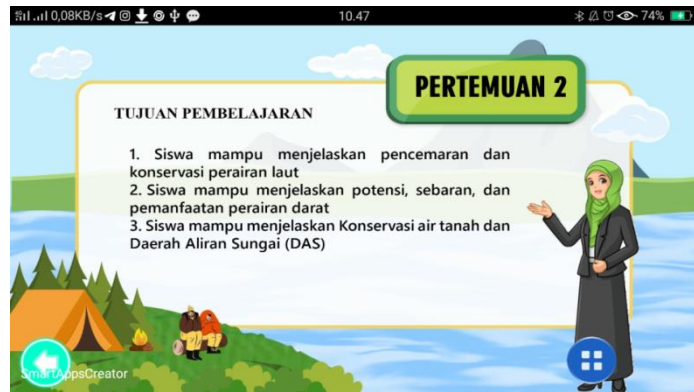 0,08KB/s
10.47
74%
PERTEMUAN 2
TUJUAN PEMBELAJARAN
1. Siswa mampu menjelaskan pencemaran dan
konservasi perairan laut
2. Siswa mampu menjelaskan potensi, sebaran, dan
pemanfaatan perairan darat
3. Siswa mampu menjelaskan Konservasi air tanah dan
Daerah Aliran Sungai (DAS)
SmartAppsCreator